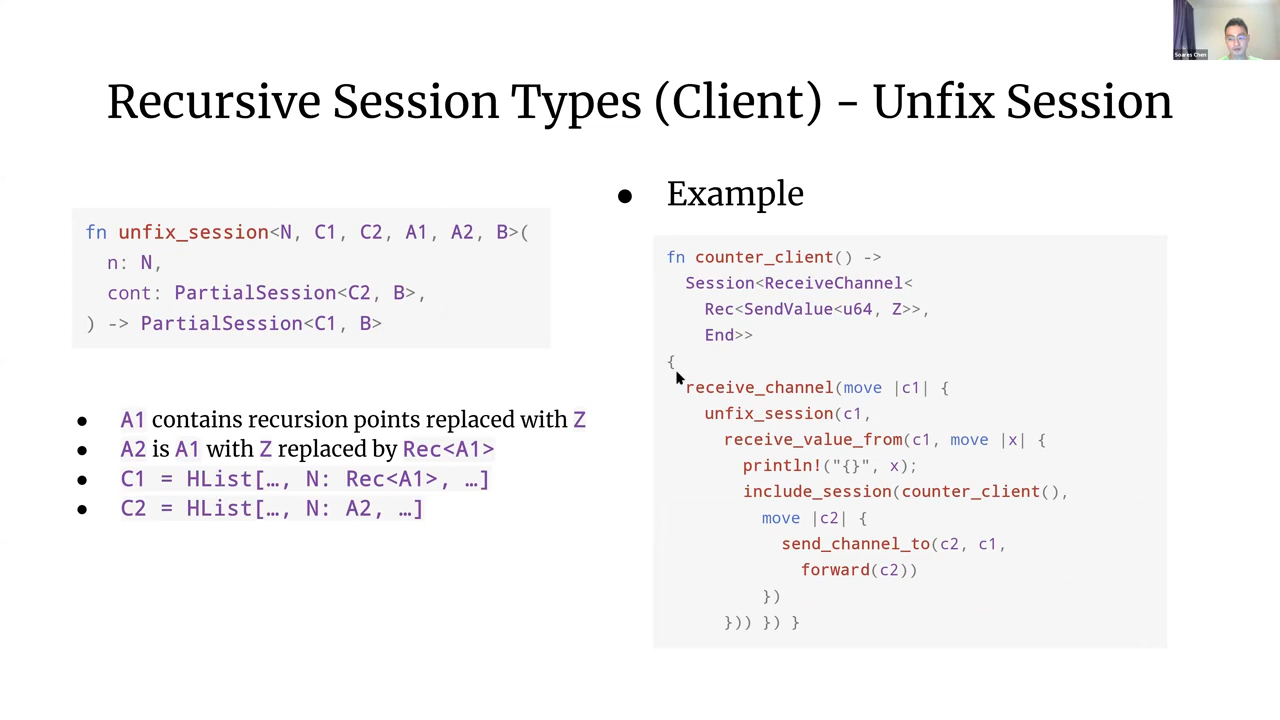 Soares Chen
Recursive Session Types (Client) - Unfix Session
fn unfix_session<N, C1, C2, A1, A2, B>(
n: N,
cont: PartialSession<C2, B>,
) -> PartialSession<C1, B>
● A1 contains recursion points replaced with Z
● A2 is A1 with Z replaced by Rec<A1>
● C1 = HList[…, N: Rec<A1>, …]
● C2 = HList[…, N: A2, …]
● Example
fn counter_client() ->
Session<ReceiveChannel<
Rec<SendValue<u64, Z>>,
End>>
{
receive_channel(move |c1| {
unfix_session(c1,
receive_value_from(c1, move |x| {
println!("{}", x);
include_session(counter_client(),
move |c2| {
send_channel_to(c2, c1,
forward(c2))
})
})) }) }